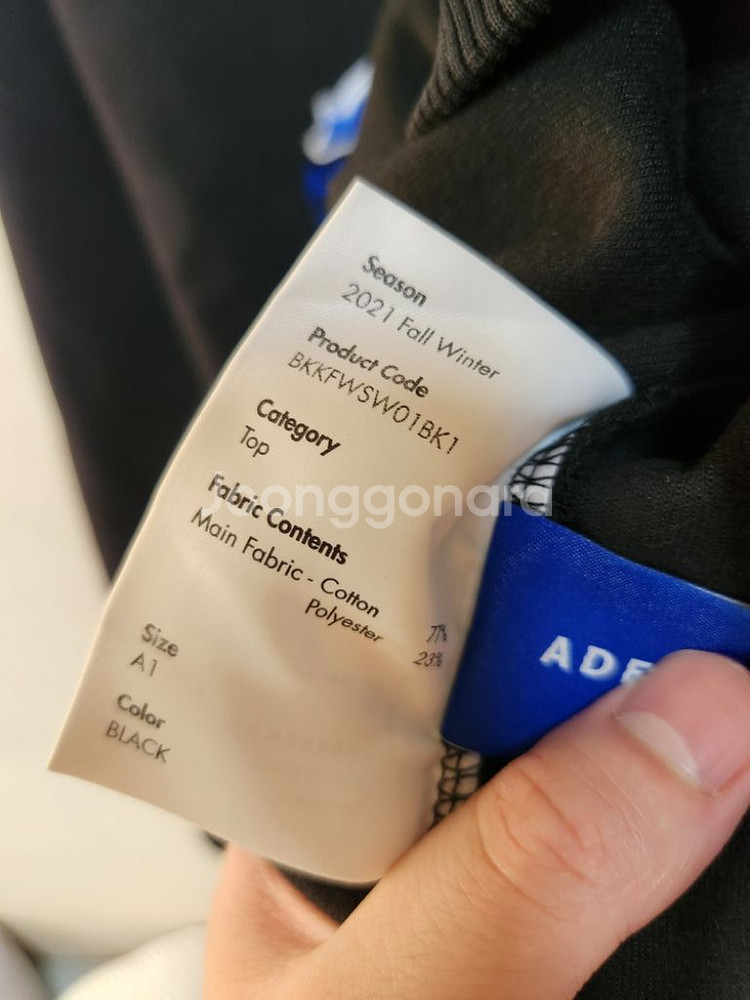 Season
2021 Fall Winter
Product Code
BKKFWSW01BK1
Category
Top
Fabric Contents
Main Fabric - Cotton 77%
Polyester 23%
Size
A1
Color
BLACK
joonggonara
ADE